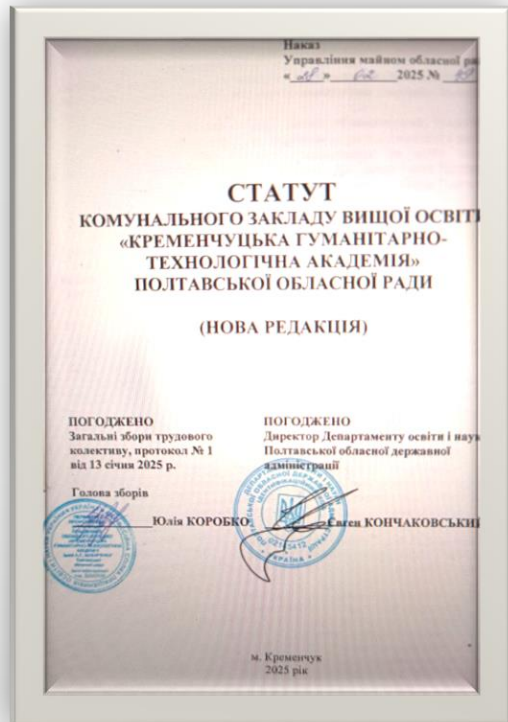 Наказ
Управління майном обласної ра
« » 02 2025 №
СТАТУТ
КОМУНАЛЬНОГО ЗАКЛАДУ ВИЩОЇ ОСВІТИ
«КРЕМЕНЧУЦЬКА ГУМАНІТАРНО-
ТЕХНОЛОГІЧНА АКАДЕМІЯ»
ПОЛТАВСЬКОЇ ОБЛАСНОЇ РАДИ
(НОВА РЕДАКЦІЯ)
ПОГОДЖЕНО
Загальні збори трудового
колективу, протокол № 1
від 13 січня 2025 р.
Голова зборів
Юлія КОРОБКО
ПОГОДЖЕНО
Директор Департаменту освіти і наук
Полтавської обласної державної
адміністрації
Євген КОНЧАКОВСЬКИЙ
м. Кременчук
2025 рік